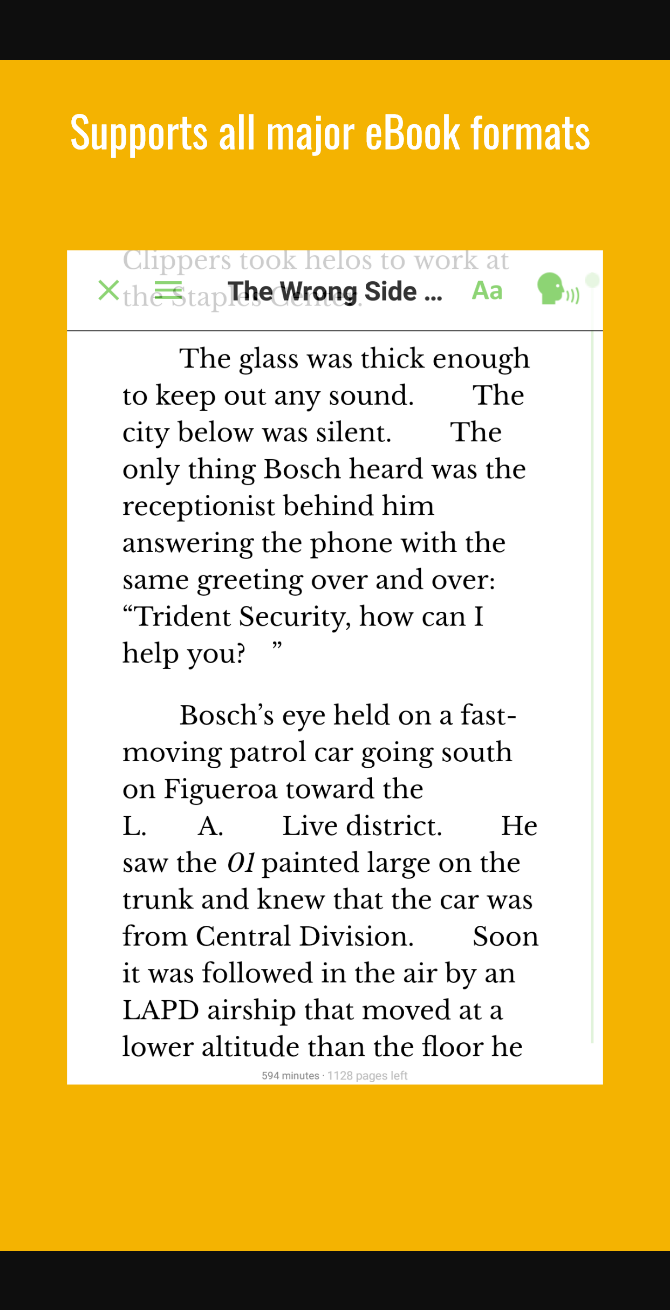 Supports all major eBook formats
Clippers took helos to work at
the Staples Center.
The Wrong Side ... Aa
The glass was thick enough
to keep out any sound. The
city below was silent. The
only thing Bosch heard was the
receptionist behind him
answering the phone with the
same greeting over and over:
“Trident Security, how can I
help you? ”
Bosch’s eye held on a fast-
moving patrol car going south
on Figueroa toward the
L. A. Live district. He
saw the 01 painted large on the
trunk and knew that the car was
from Central Division. Soon
it was followed in the air by an
LAPD airship that moved at a
lower altitude than the floor he
594 minutes · 1128 pages left